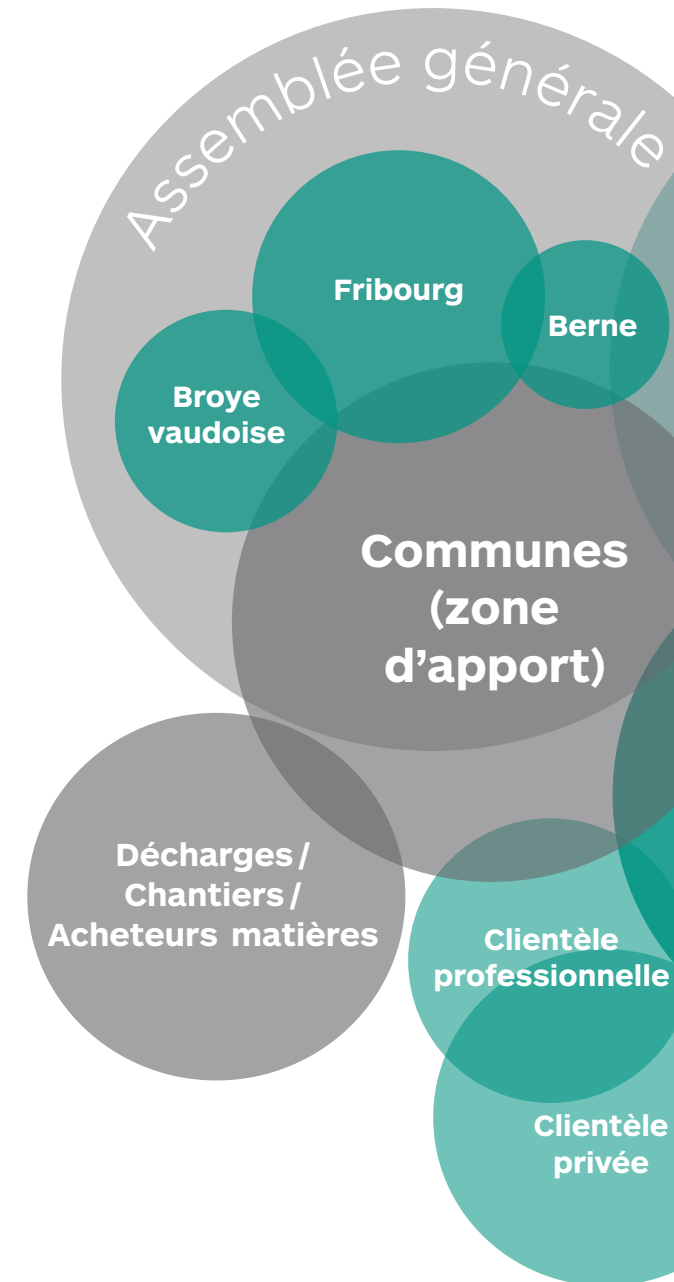 Assemblée générale
Fribourg
Berne
Broye
vaudoise
Communes
(zone
d’apport)
Décharges /
Chantiers /
Acheteurs matières
Clientèle
professionnelle
Clientèle
privée